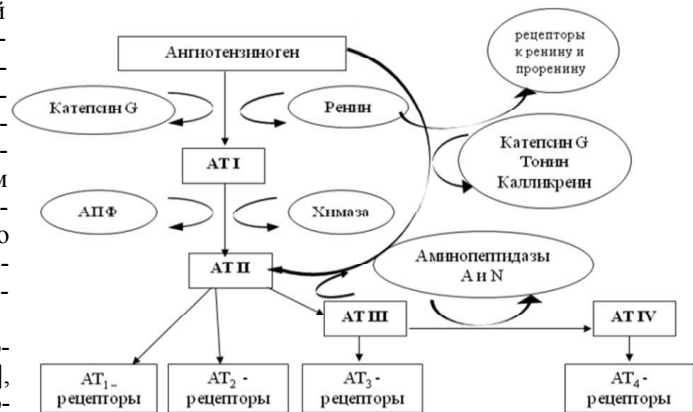 рецепторы
к ренину и
проренину
Ангиотензиноген
Катепсин G
Ренин
Катепсин G
Тонин
Калликреин
АТ I
АПФ
Химаза
АТ II
Аминопептидазы
А и N
АТ III
АТ IV
АТ1–
рецепторы
АТ2 -
рецепторы
АТ3-
рецепторы
АТ4-
рецепторы